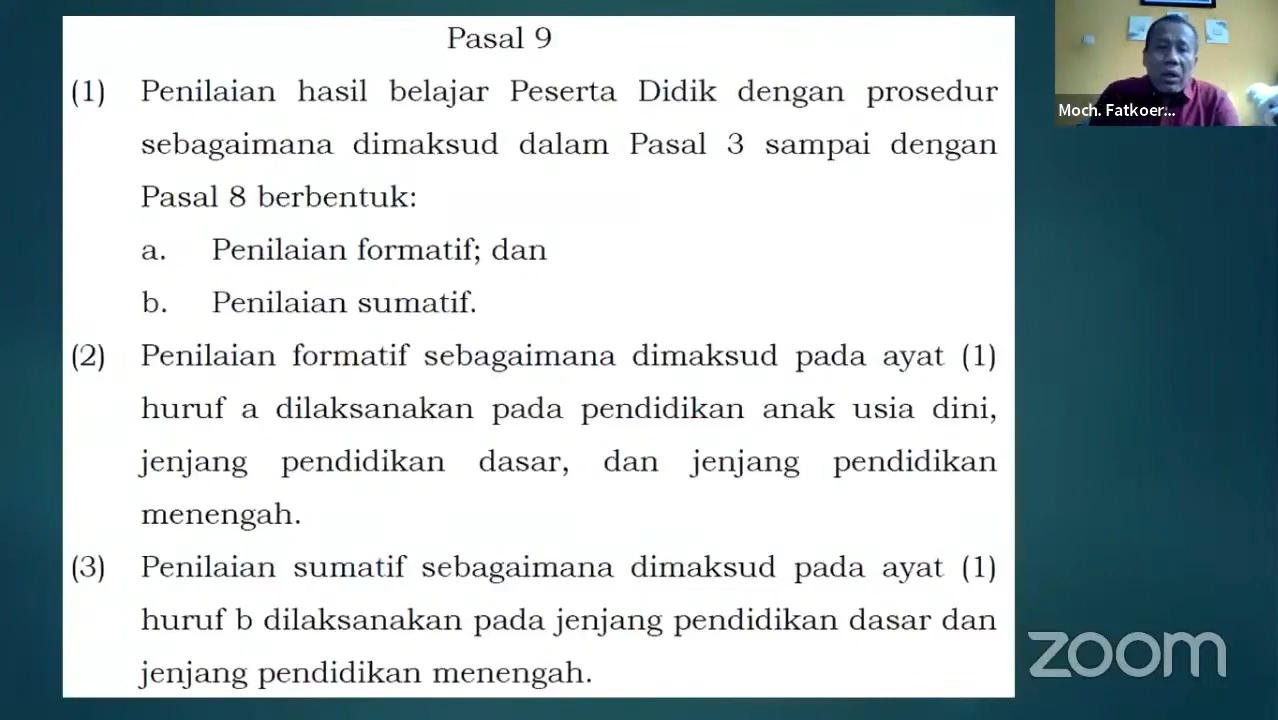 Pasal 9
(1) Penilaian hasil belajar Peserta Didik dengan prosedur
sebagaimana dimaksud dalam Pasal 3 sampai dengan
Pasal 8 berbentuk:
a. Penilaian formatif; dan
b. Penilaian sumatif.
(2) Penilaian formatif sebagaimana dimaksud pada ayat (1)
huruf a dilaksanakan pada pendidikan anak usia dini,
jenjang pendidikan dasar, dan jenjang pendidikan
menengah.
(3) Penilaian sumatif sebagaimana dimaksud pada ayat (1)
huruf b dilaksanakan pada jenjang pendidikan dasar dan
jenjang pendidikan menengah.
Moch. Fatkoer...
zoom